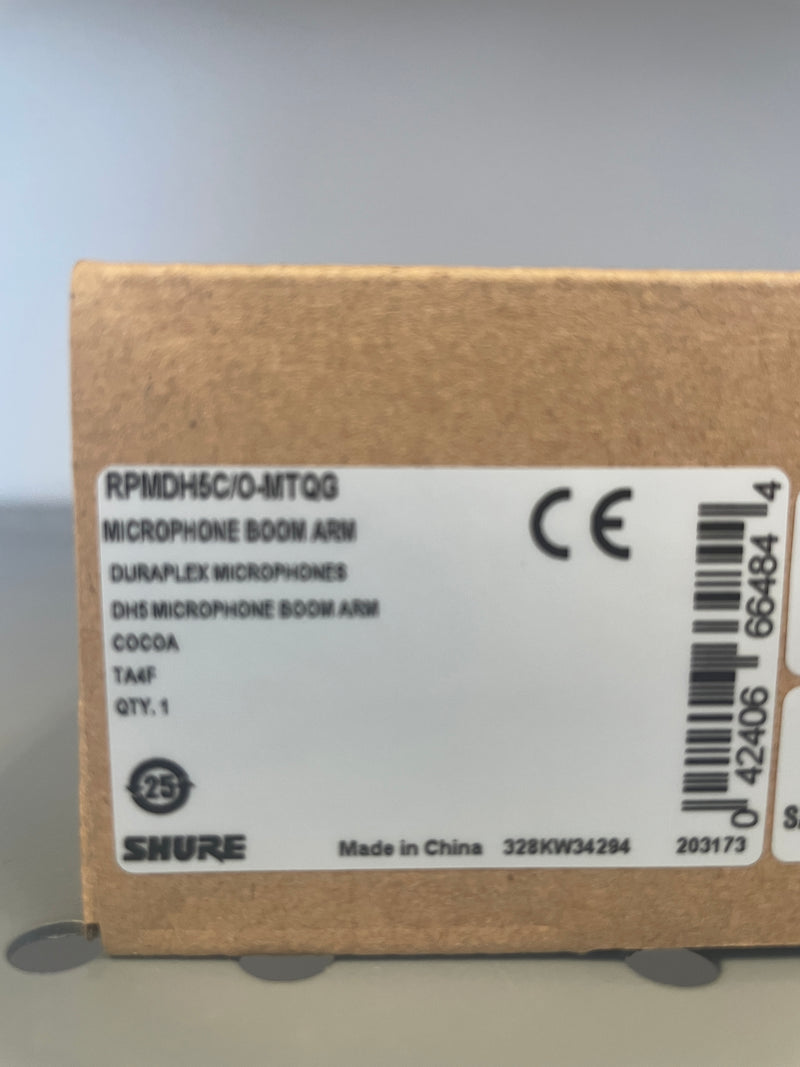 RPMDH5C/O-MTQG
MICROPHONE BOOM ARM
DURAPLEX MICROPHONES
DH5 MICROPHONE BOOM ARM
COCOA
TA4F
QTY. 1
CE
25
SHURE
Made in China 328KW34294 203173
0 42406 66484 4